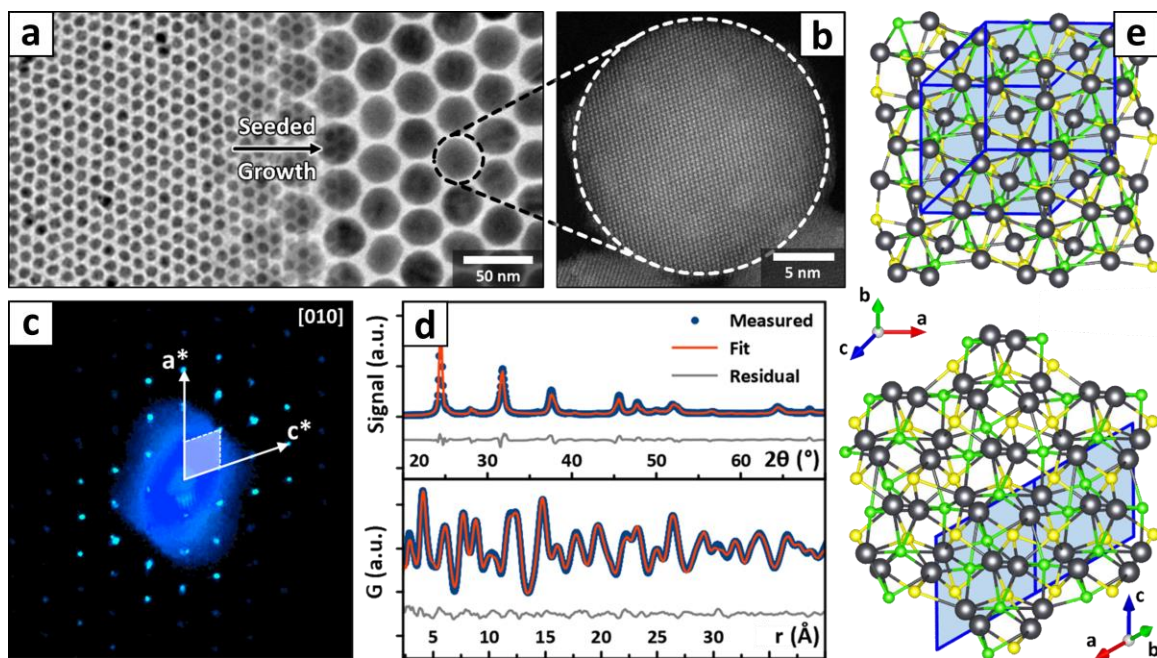 a
Seeded
Growth
50 nm
b
5 nm
e
c
[010]
a*
c*
d
Signal (a.u.)
Measured
Fit
Residual
20 30 40 50 60 2θ (°)
G (a.u.)
5 10 15 20 25 30 r (Å)
b
a
c
c
a
b